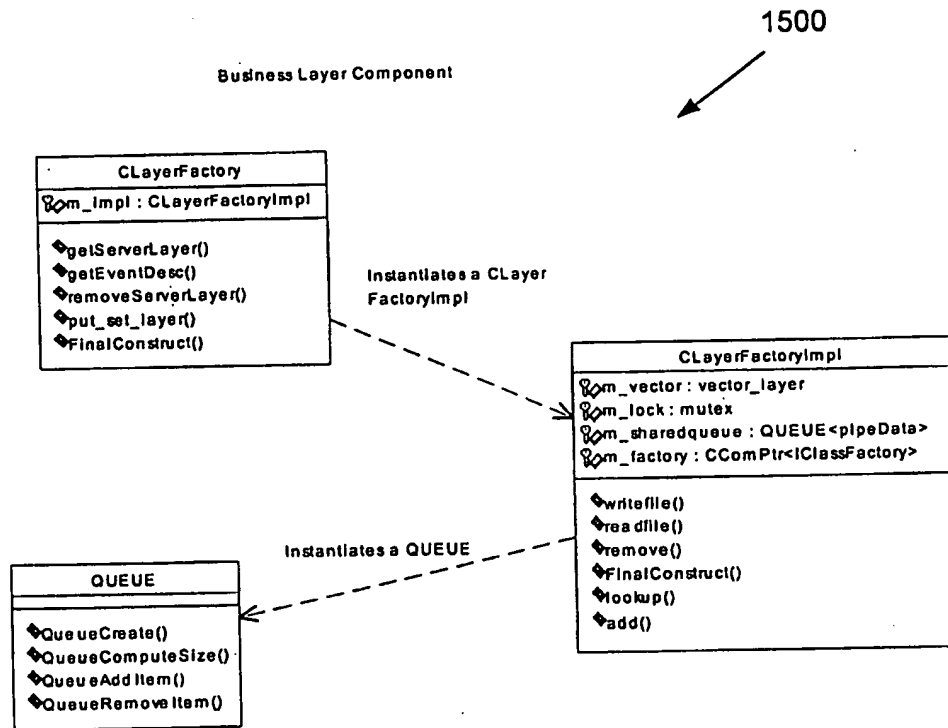 1500
Business Layer Component
CLayerFactory
m_impl : CLayerFactoryImpl
getServerLayer()
getEventDesc()
removeServerLayer()
put_set_layer()
FinalConstruct()
Instantiates a CLayer
FactoryImpl
CLayerFactoryImpl
m_vector : vector_layer
m_lock : mutex
m_sharedqueue : QUEUE<pipeData>
m_factory : CComPtr<IClassFactory>
writefile()
readfile()
remove()
FinalConstruct()
lookup()
add()
Instantiates a QUEUE
QUEUE
QueueCreate()
QueueComputeSize()
QueueAddItem()
QueueRemoveItem()